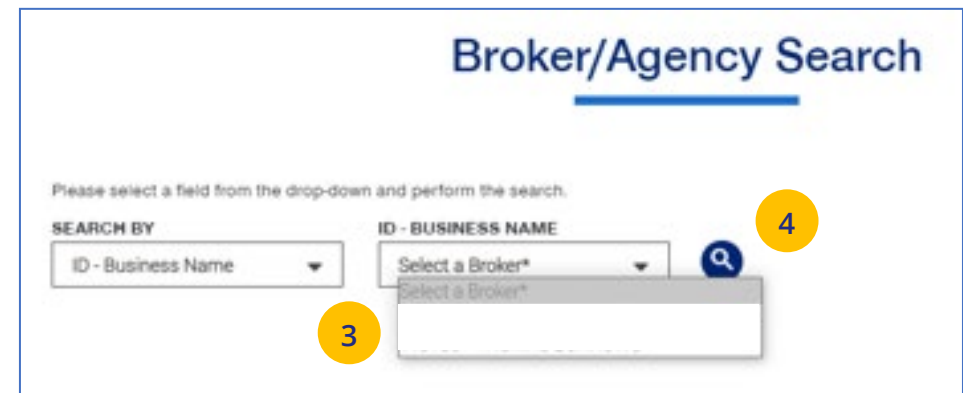 Broker/Agency Search
Please select a field from the drop-down and perform the search.
SEARCH BY
ID - BUSINESS NAME
4
ID - Business Name
Select a Broker*
Select a Broker*
3